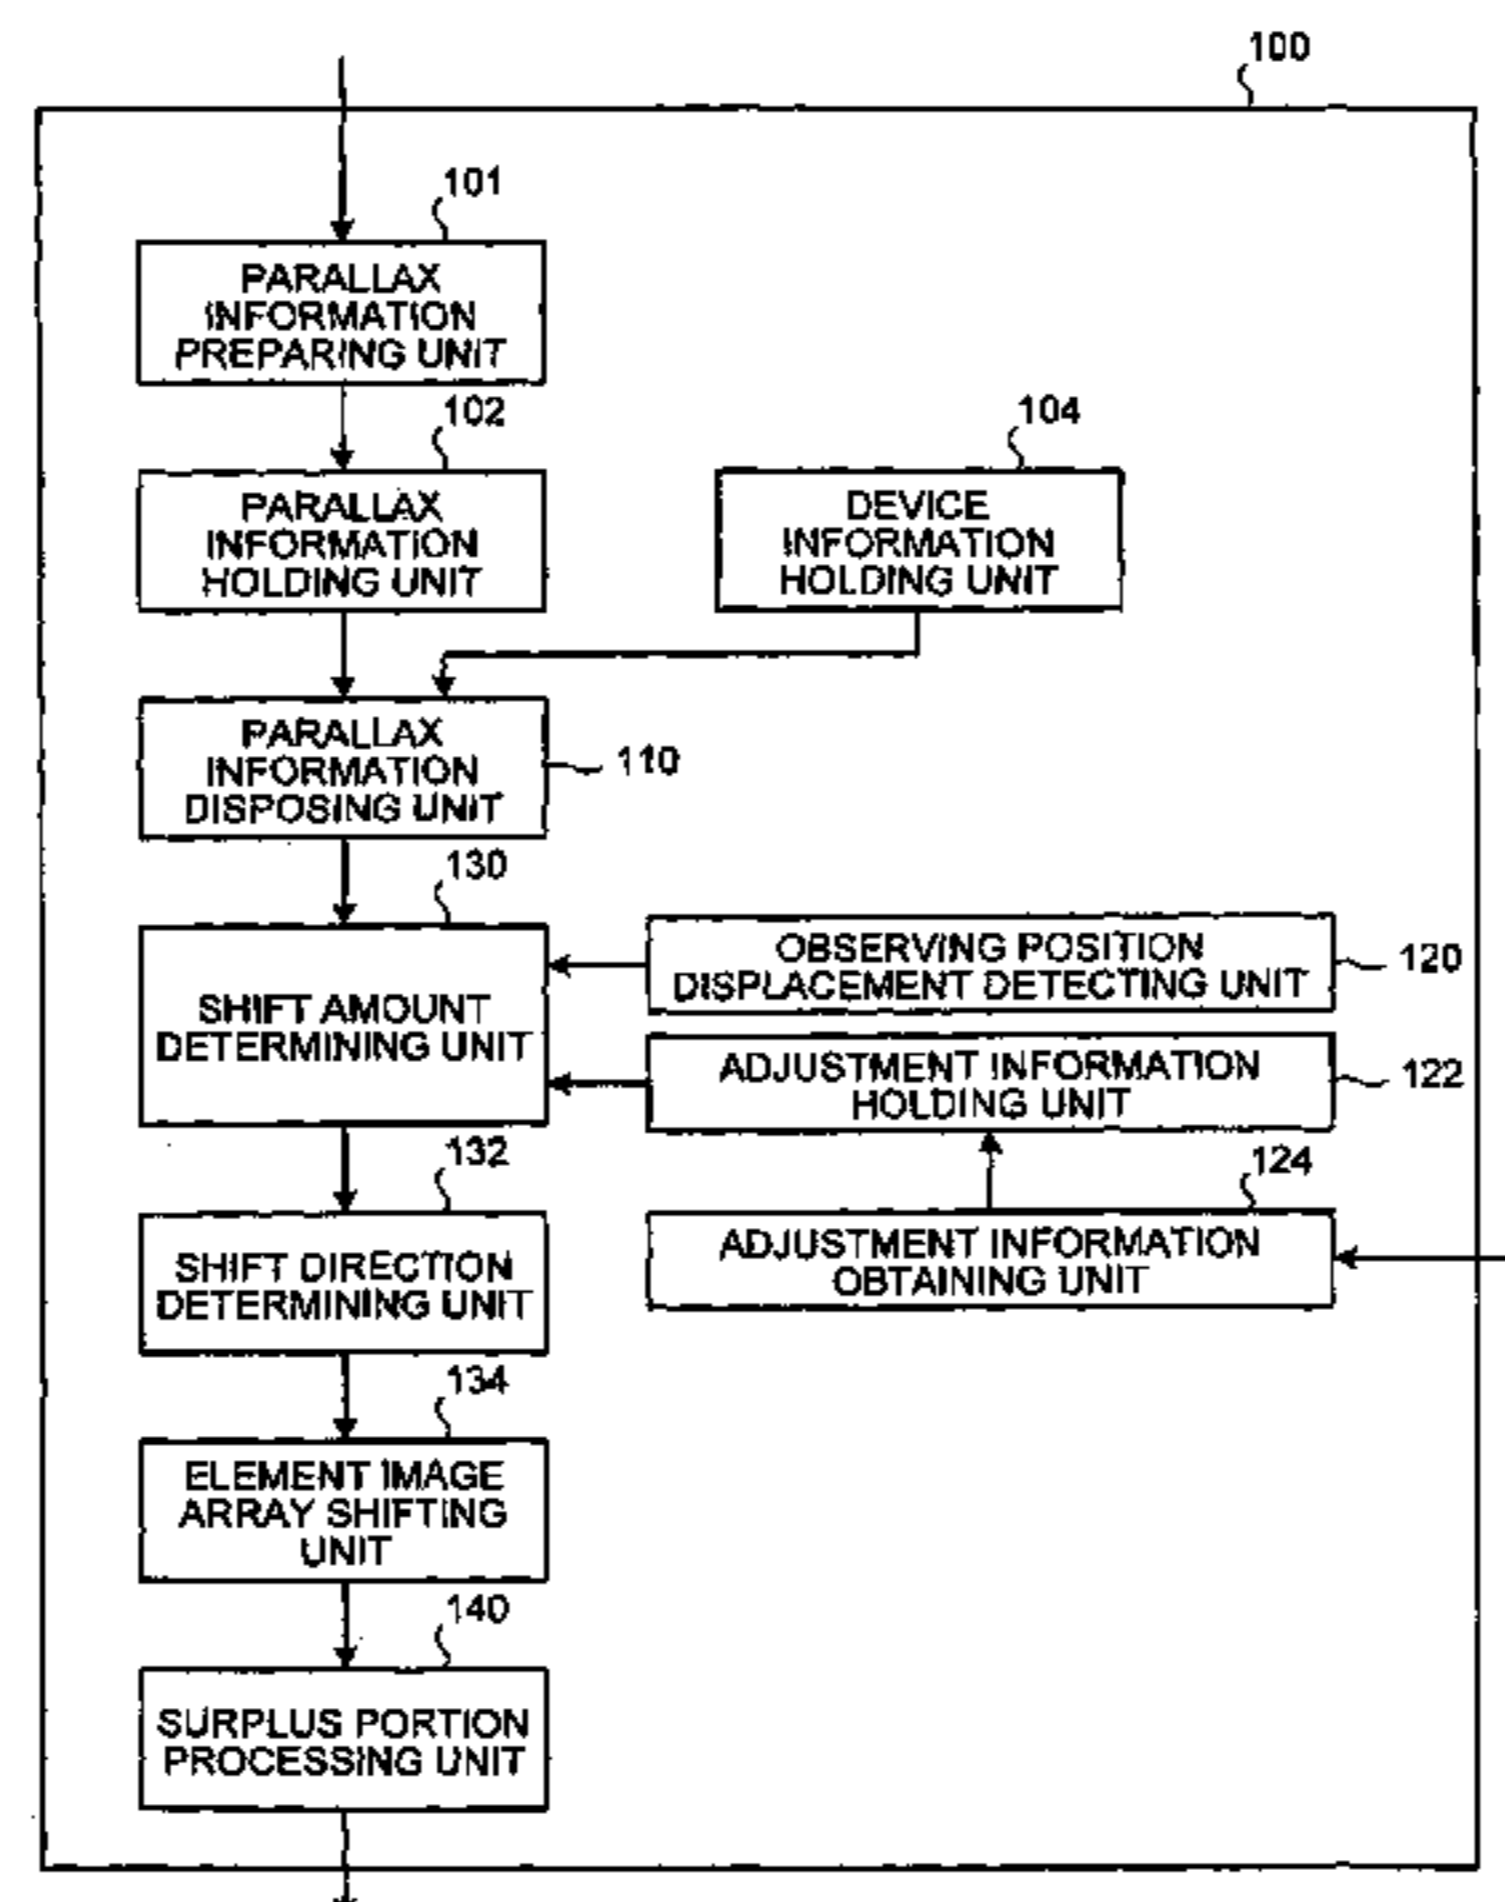 100
101
PARALLAX
INFORMATION
PREPARING UNIT
102
PARALLAX
INFORMATION
HOLDING UNIT
104
DEVICE
INFORMATION
HOLDING UNIT
PARALLAX
INFORMATION
DISPOSING UNIT
110
130
SHIFT AMOUNT
DETERMINING UNIT
OBSERVING POSITION
DISPLACEMENT DETECTING UNIT
120
ADJUSTMENT INFORMATION
HOLDING UNIT
122
132
SHIFT DIRECTION
DETERMINING UNIT
124
ADJUSTMENT INFORMATION
OBTAINING UNIT
134
ELEMENT IMAGE
ARRAY SHIFTING
UNIT
140
SURPLUS PORTION
PROCESSING UNIT